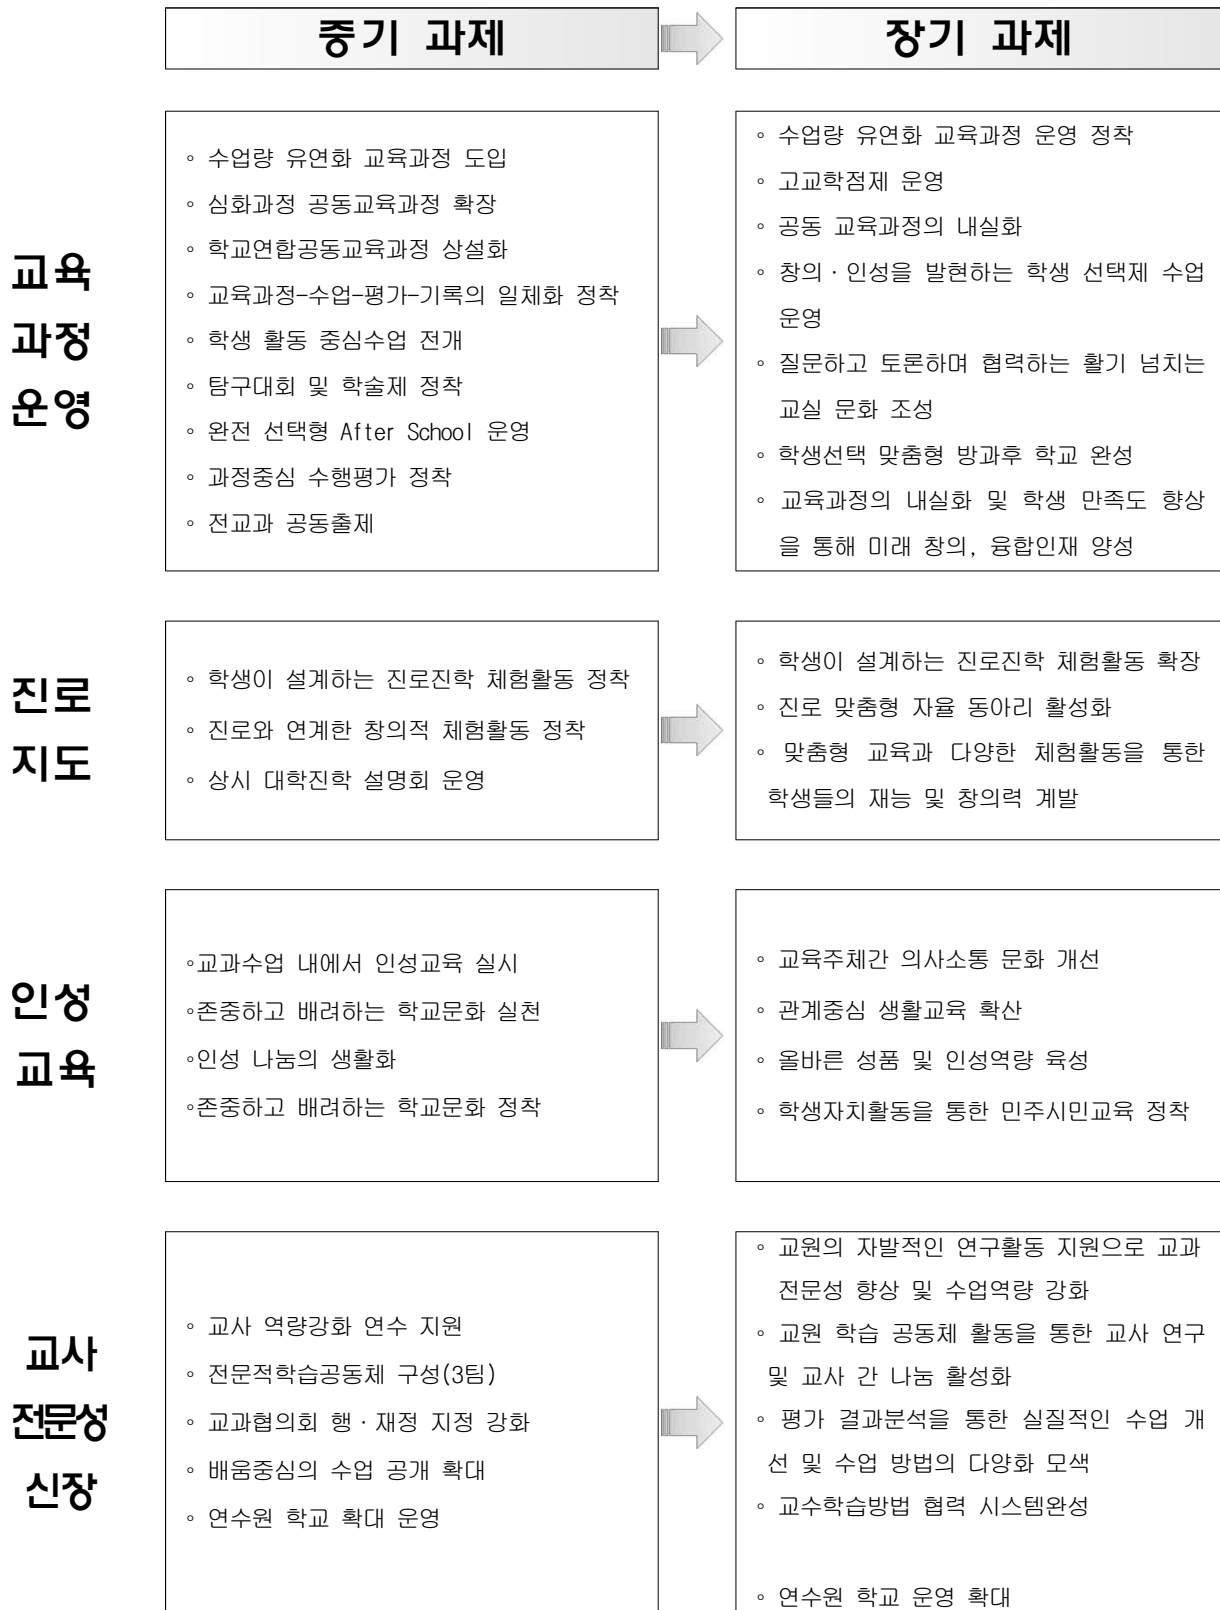 중기 과제
장기 과제
교육
과정
운영
◦ 수업량 유연화 교육과정 도입
◦ 심화과정 공동교육과정 확장
◦ 학교연합공동교육과정 상설화
◦ 교육과정-수업-평가-기록의 일체화 정착
◦ 학생 활동 중심수업 전개
◦ 탐구대회 및 학술제 정착
◦ 완전 선택형 After School 운영
◦ 과정중심 수행평가 정착
◦ 전교과 공동출제
◦ 수업량 유연화 교육과정 운영 정착
◦ 고교학점제 운영
◦ 공동 교육과정의 내실화
◦ 창의·인성을 발현하는 학생 선택제 수업
운영
◦ 질문하고 토론하며 협력하는 활기 넘치는
교실 문화 조성
◦ 학생선택 맞춤형 방과후 학교 완성
◦ 교육과정의 내실화 및 학생 만족도 향상
을 통해 미래 창의, 융합인재 양성
진로
지도
◦ 학생이 설계하는 진로진학 체험활동 정착
◦ 진로와 연계한 창의적 체험활동 정착
◦ 상시 대학진학 설명회 운영
◦ 학생이 설계하는 진로진학 체험활동 확장
◦ 진로 맞춤형 자율 동아리 활성화
◦ 맞춤형 교육과 다양한 체험활동을 통한
학생들의 재능 및 창의력 계발
인성
교육
◦교과수업 내에서 인성교육 실시
◦존중하고 배려하는 학교문화 실천
◦인성 나눔의 생활화
◦존중하고 배려하는 학교문화 정착
◦ 교육주체간 의사소통 문화 개선
◦ 관계중심 생활교육 확산
◦ 올바른 성품 및 인성역량 육성
◦ 학생자치활동을 통한 민주시민교육 정착
교사
전문성
신장
◦ 교사 역량강화 연수 지원
◦ 전문적학습공동체 구성(3팀)
◦ 교과협의회 행·재정 지정 강화
◦ 배움중심의 수업 공개 확대
◦ 연수원 학교 확대 운영
◦ 교원의 자발적인 연구활동 지원으로 교과
전문성 향상 및 수업역량 강화
◦ 교원 학습 공동체 활동을 통한 교사 연구
및 교사 간 나눔 활성화
◦ 평가 결과분석을 통한 실질적인 수업 개
선 및 수업 방법의 다양화 모색
◦ 교수학습방법 협력 시스템완성
◦ 연수원 학교 운영 확대